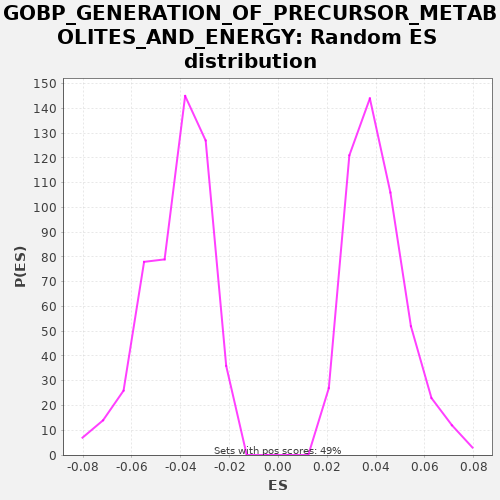 GOBP_GENERATION_OF_PRECURSOR_METAB
OLITES_AND_ENERGY: Random ES
distribution
150
140
130
120
110
100
90
80
70
60
50
40
30
20
10
0
P(ES)
Sets with pos scores: 49%
-0.08 -0.06 -0.04 -0.02 0.00 0.02 0.04 0.06 0.08
ES